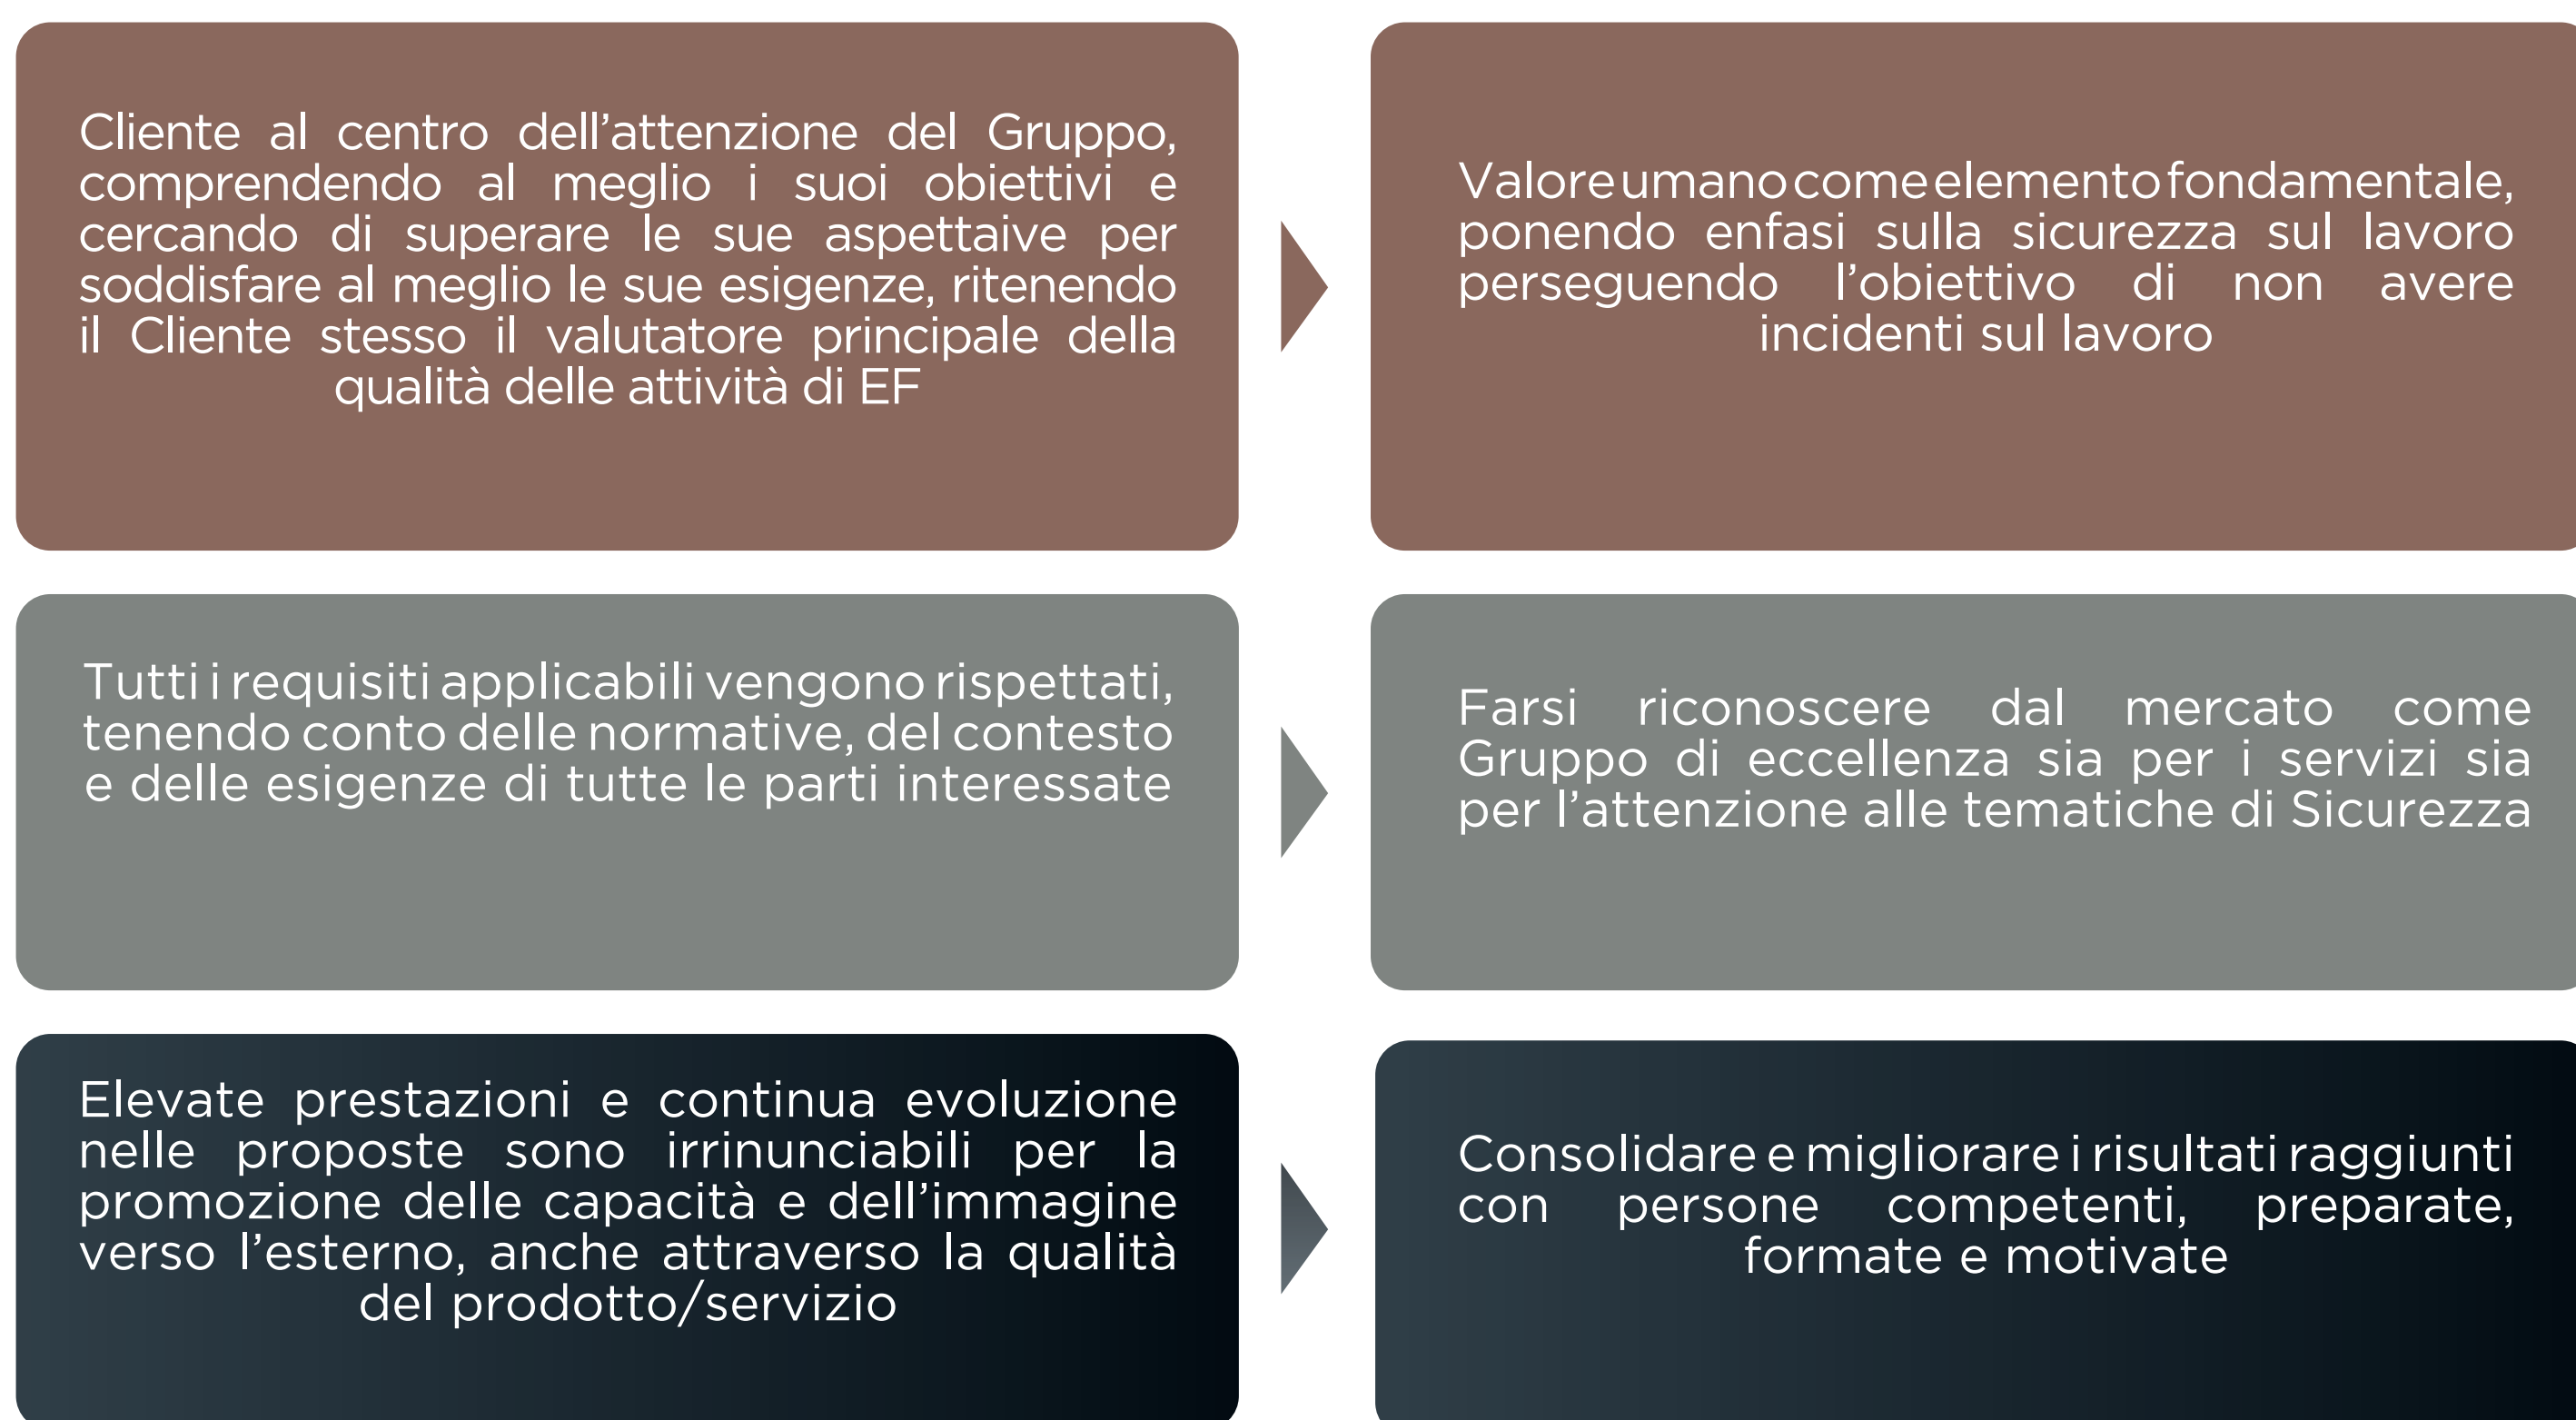 Cliente al centro dell’attenzione del Gruppo,
comprendendo al meglio i suoi obiettivi e
cercando di superare le sue aspettaive per
soddisfare al meglio le sue esigenze, ritenendo
il Cliente stesso il valutatore principale della
qualità delle attività di EF
Valore umano come elemento fondamentale,
ponendo enfasi sulla sicurezza sul lavoro
perseguendo l’obiettivo di non avere
incidenti sul lavoro
Tutti i requisiti applicabili vengono rispettati,
tenendo conto delle normative, del contesto
e delle esigenze di tutte le parti interessate
Farsi riconoscere dal mercato come
Gruppo di eccellenza sia per i servizi sia
per l’attenzione alle tematiche di Sicurezza
Elevate prestazioni e continua evoluzione
nelle proposte sono irrinunciabili per la
promozione delle capacità e dell’immagine
verso l’esterno, anche attraverso la qualità
del prodotto/servizio
Consolidare e migliorare i risultati raggiunti
con persone competenti, preparate,
formate e motivate